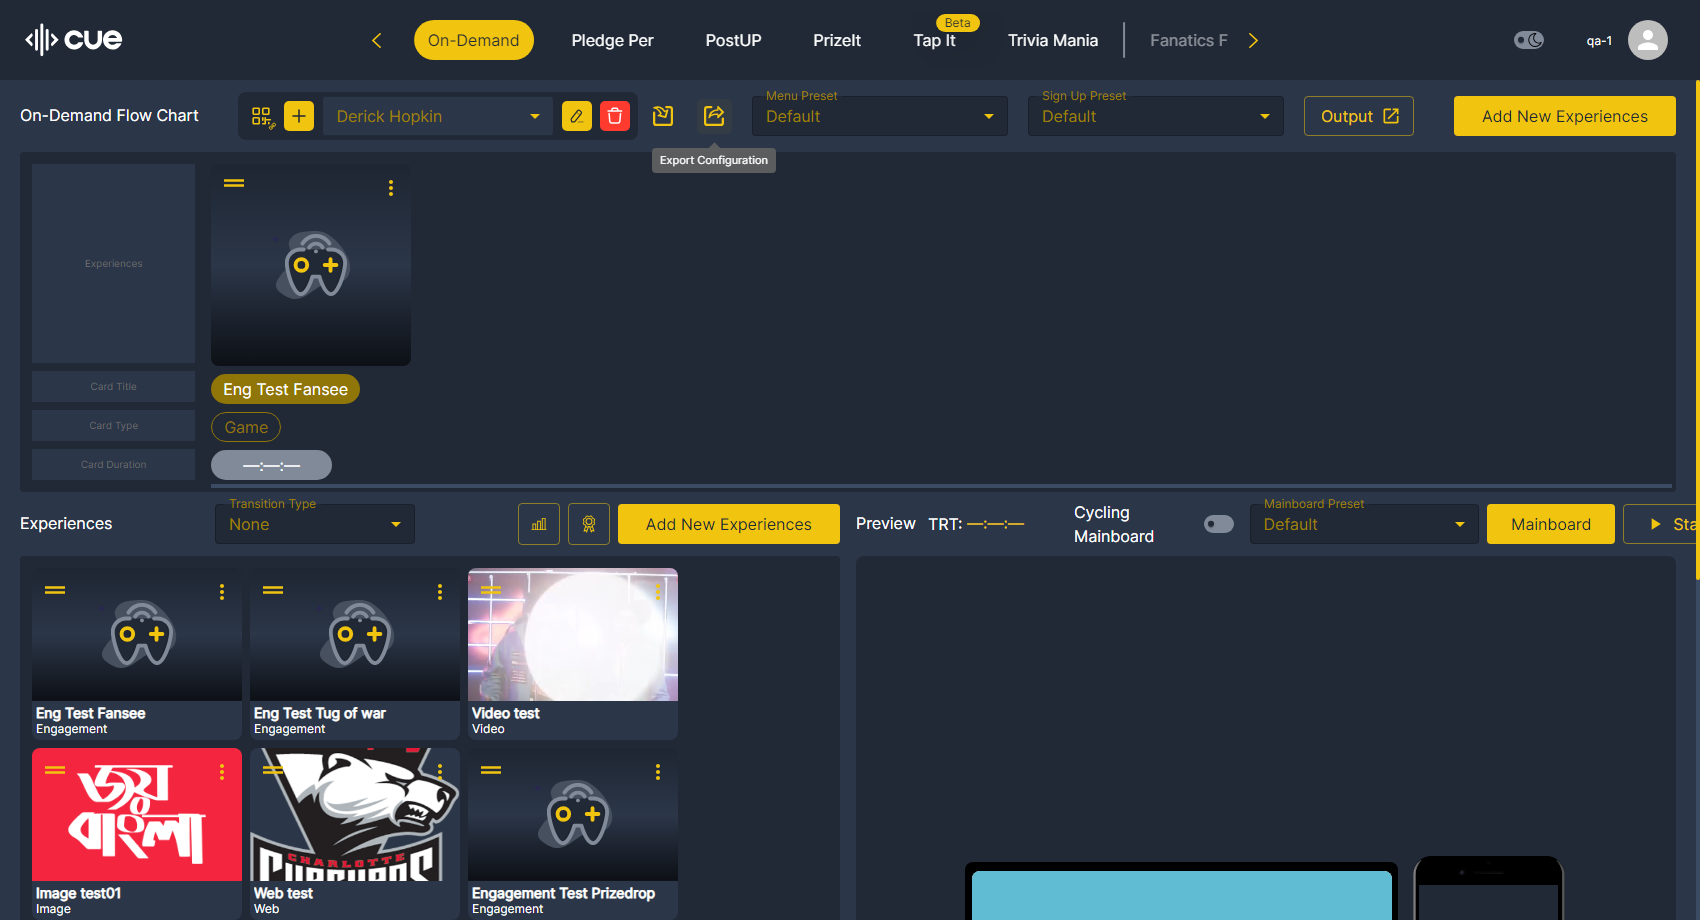 cue
On-Demand
Pledge Per
PostUP
PrizeIt
Tap It
Beta
Trivia Mania
Fanatics F
qa-1
On-Demand Flow Chart
Derick Hopkin
Menu Preset
Default
Sign Up Preset
Default
Output
Add New Experiences
Export Configuration
Experiences
Card Title
Eng Test Fansee
Card Type
Game
Card Duration
—:—:—
Experiences
Transition Type
None
Add New Experiences
Preview
TRT: —:—:—
Cycling
Mainboard
Mainboard Preset
Default
Mainboard
Sta
Eng Test Fansee
Engagement
Eng Test Tug of war
Engagement
Video test
Video
জয়
বাংলা
Image test01
Image
CHARLOTTE
Web test
Web
Engagement Test Prizedrop
Engagement